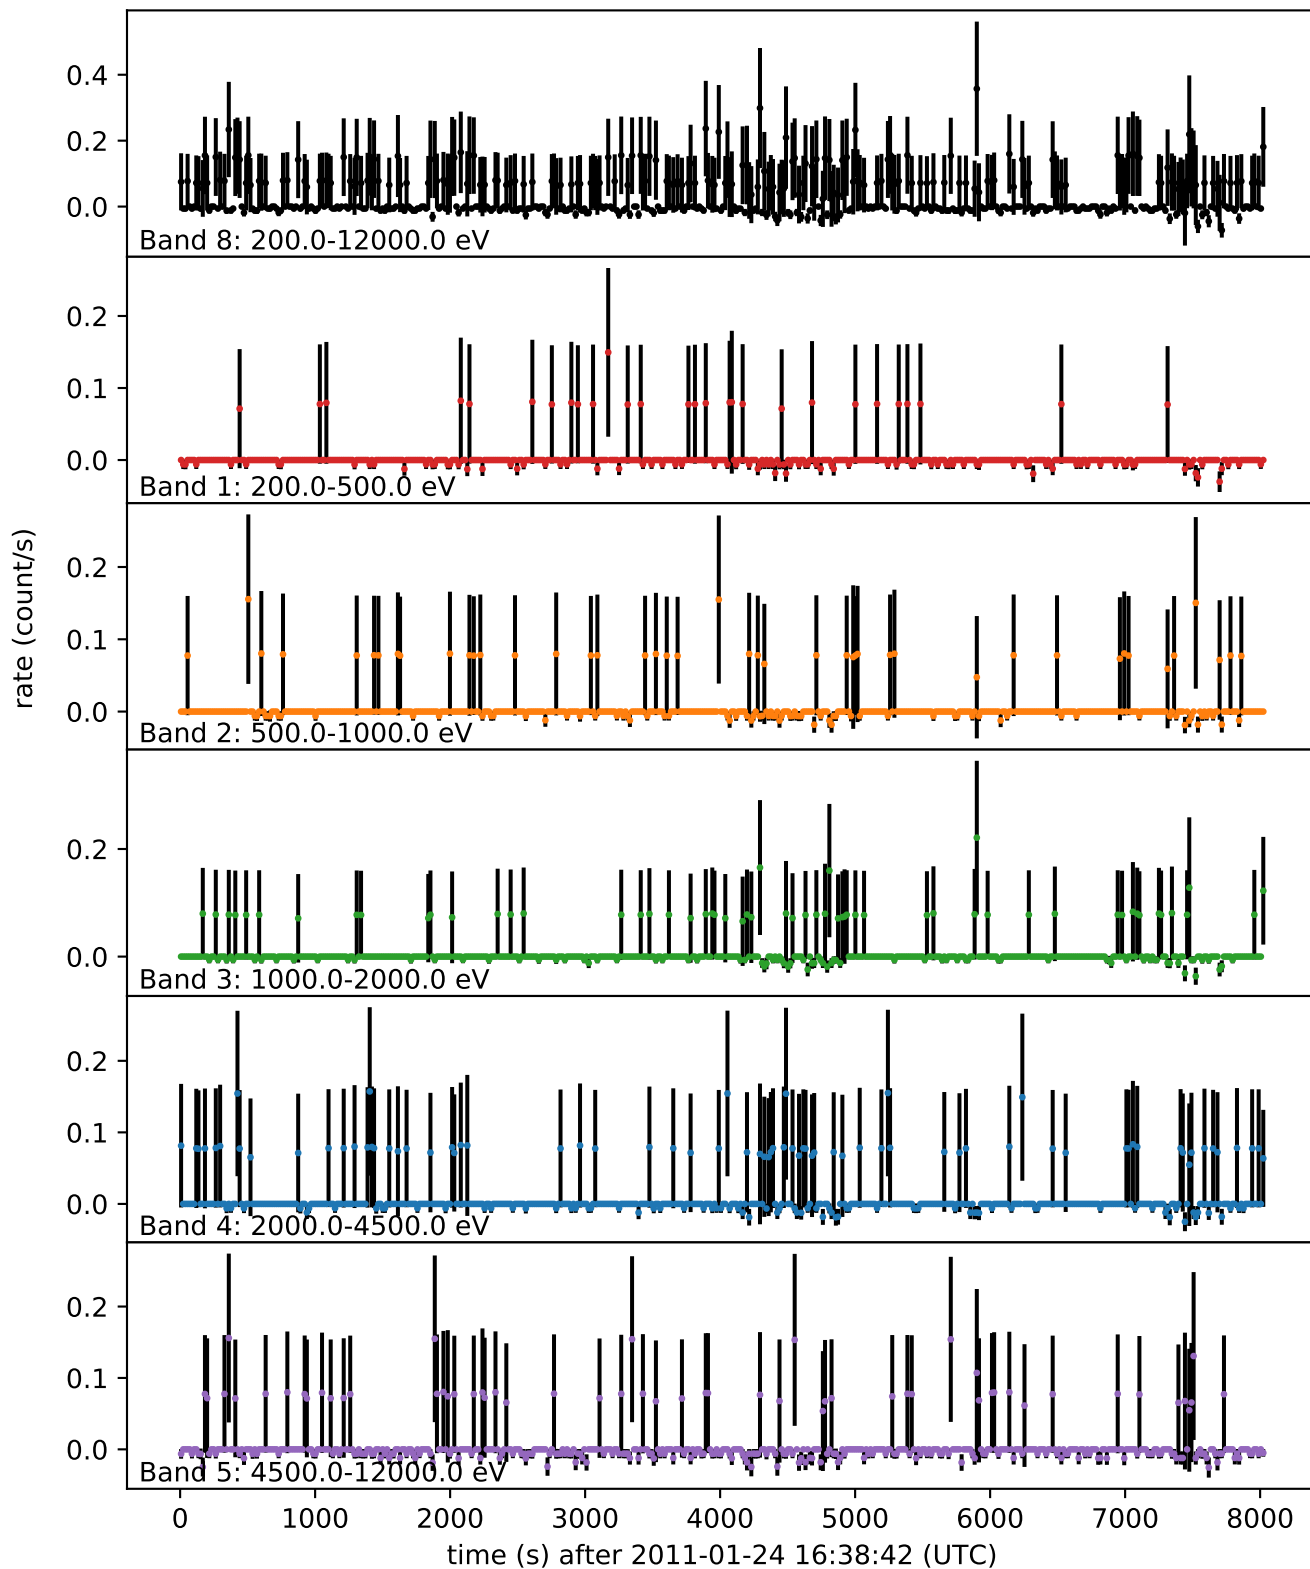 0.4
0.2
0.0
Band 8: 200.0-12000.0 eV
0.2
0.1
0.0
Band 1: 200.0-500.0 eV
0.2
0.1
0.0
Band 2: 500.0-1000.0 eV
rate (count/s)
0.2
0.0
Band 3: 1000.0-2000.0 eV
0.2
0.1
0.0
Band 4: 2000.0-4500.0 eV
0.2
0.1
0.0
Band 5: 4500.0-12000.0 eV
0 1000 2000 3000 4000 5000 6000 7000 8000
time (s) after 2011-01-24 16:38:42 (UTC)